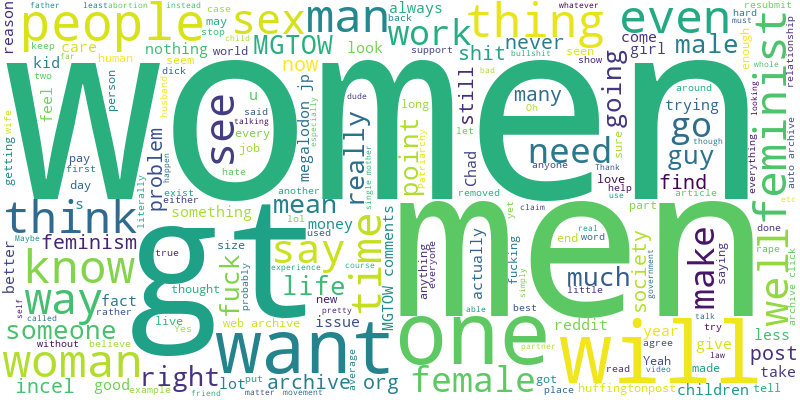 women
men
gt
people
sex
man
thing
even
work
MGTOW
shit
never
male
feminist
reason
care
nothing
look
always
may
back
stop
kid
seem
human
now
world
case
father
least
abortion
instead
keep
far
two
child
dick
husband
person
feel
getting
wife
megalodon jp
see
u
said
talking
every
job
hate
really
dude
especially
long
point
Patriarchy
let
still
Chad
bad
many
Oh
need
anyone
going
sure
love
help
use
Thank
find
article
come
girl
seen
show
support
bullshit
whatever
hard
must
resubmit
relationship
enough
looking
whole
around
trying
go
though
guy
everything
auto archive
etc
problem
happen
pay
first
day
s
exist
either
literally
another
single mother
mean
lol
money
used
something
think
Maybe
feminism
better
know
true
size
fuck
say
time
experience
course
removed
yet
claim
part
real
word
end
society
government
much
little
make
saying
done
rape
well
archive click
way
fact
rather
thought
probably
life
new
pretty
MGTOW comments
anything
everyone
actually
fucking
able
simply
best
talk
try
law
less
self
called
someone
live
Yes
web archive
issue
without
believe
woman
want
one
will
reddit
year
agree
give
post
partner
Yeah
video
read
made
take
incel
good
example
right
friend
lot
put
matter
movement
archive org
average
female
got
place
huffingtonpost
children
tell